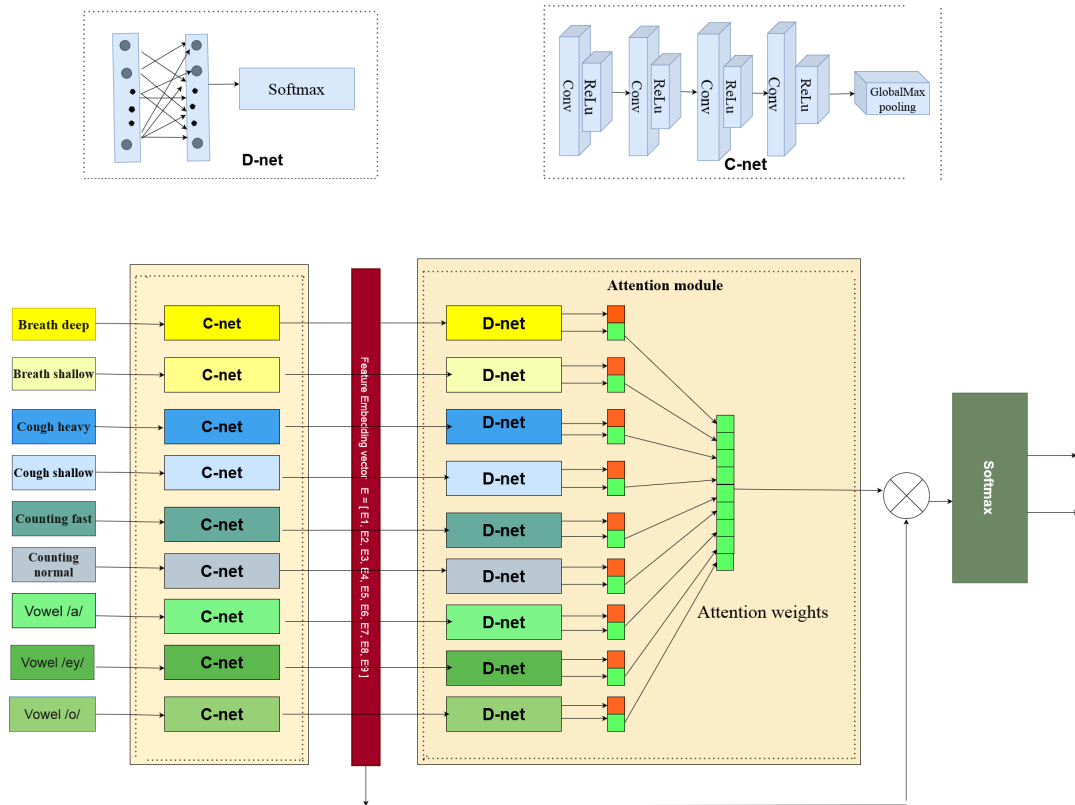 Softmax
D-net
Conv
ReLu
Conv
ReLu
Conv
ReLu
Conv
ReLu
GlobalMax
pooling
C-net
Attention module
Breath deep
C-net
D-net
Breath shallow
C-net
D-net
Cough heavy
C-net
D-net
Cough shallow
C-net
D-net
Counting fast
C-net
D-net
Counting
normal
C-net
D-net
Vowel /a/
C-net
D-net
Vowel /ey/
C-net
D-net
Vowel /o/
C-net
D-net
Feature Embedding vector E = [ E1, E2, E3, E4, E5, E6, E7, E8, E9 ]
Attention weights
Softmax